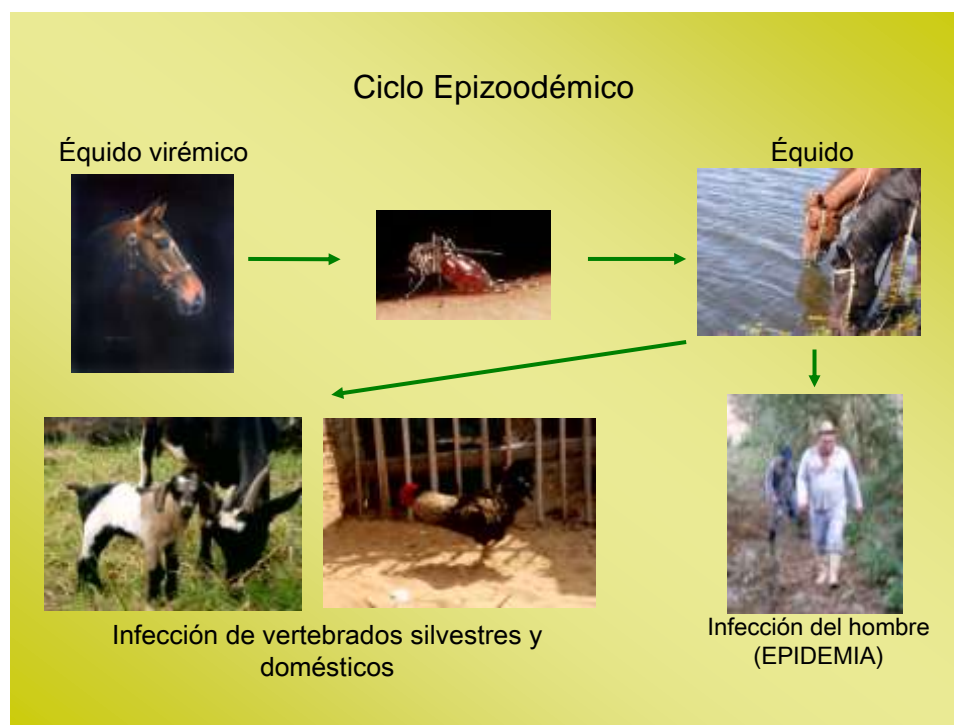 Ciclo Epizoodémico
Équido virémico
Équido
Infección de vertebrados silvestres y
domésticos
Infección del hombre
(EPIDEMIA)